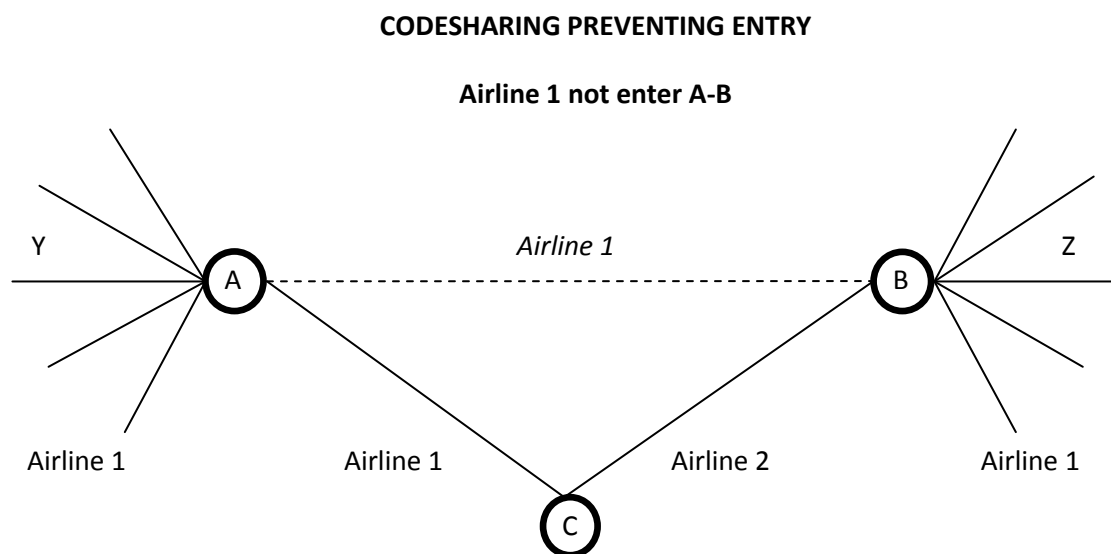 CODESHARING PREVENTING ENTRY
Airline 1 not enter A-B
Y
Airline 1
Z
A
B
Airline 1
Airline 1
Airline 2
Airline 1
C